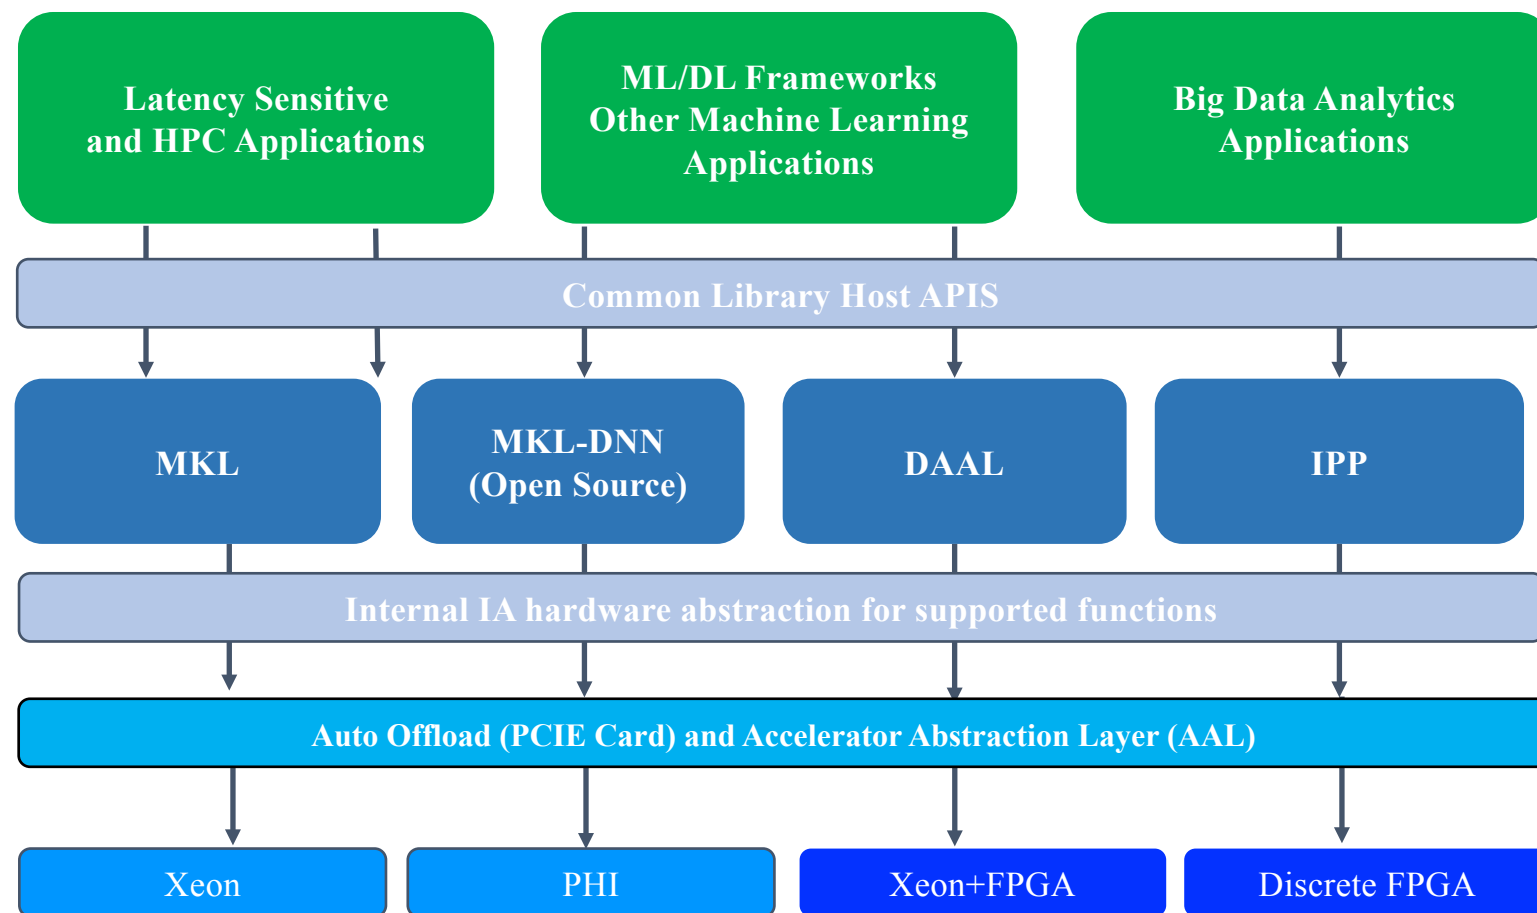 Latency Sensitive
and HPC Applications
ML/DL Frameworks
Other Machine Learning
Applications
Big Data Analytics
Applications
Common Library Host APIS
MKL
MKL-DNN
(Open Source)
DAAL
IPP
Internal IA hardware abstraction for supported functions
Auto Offload (PCIE Card) and Accelerator Abstraction Layer (AAL)
Xeon
PHI
Xeon+FPGA
Discrete FPGA